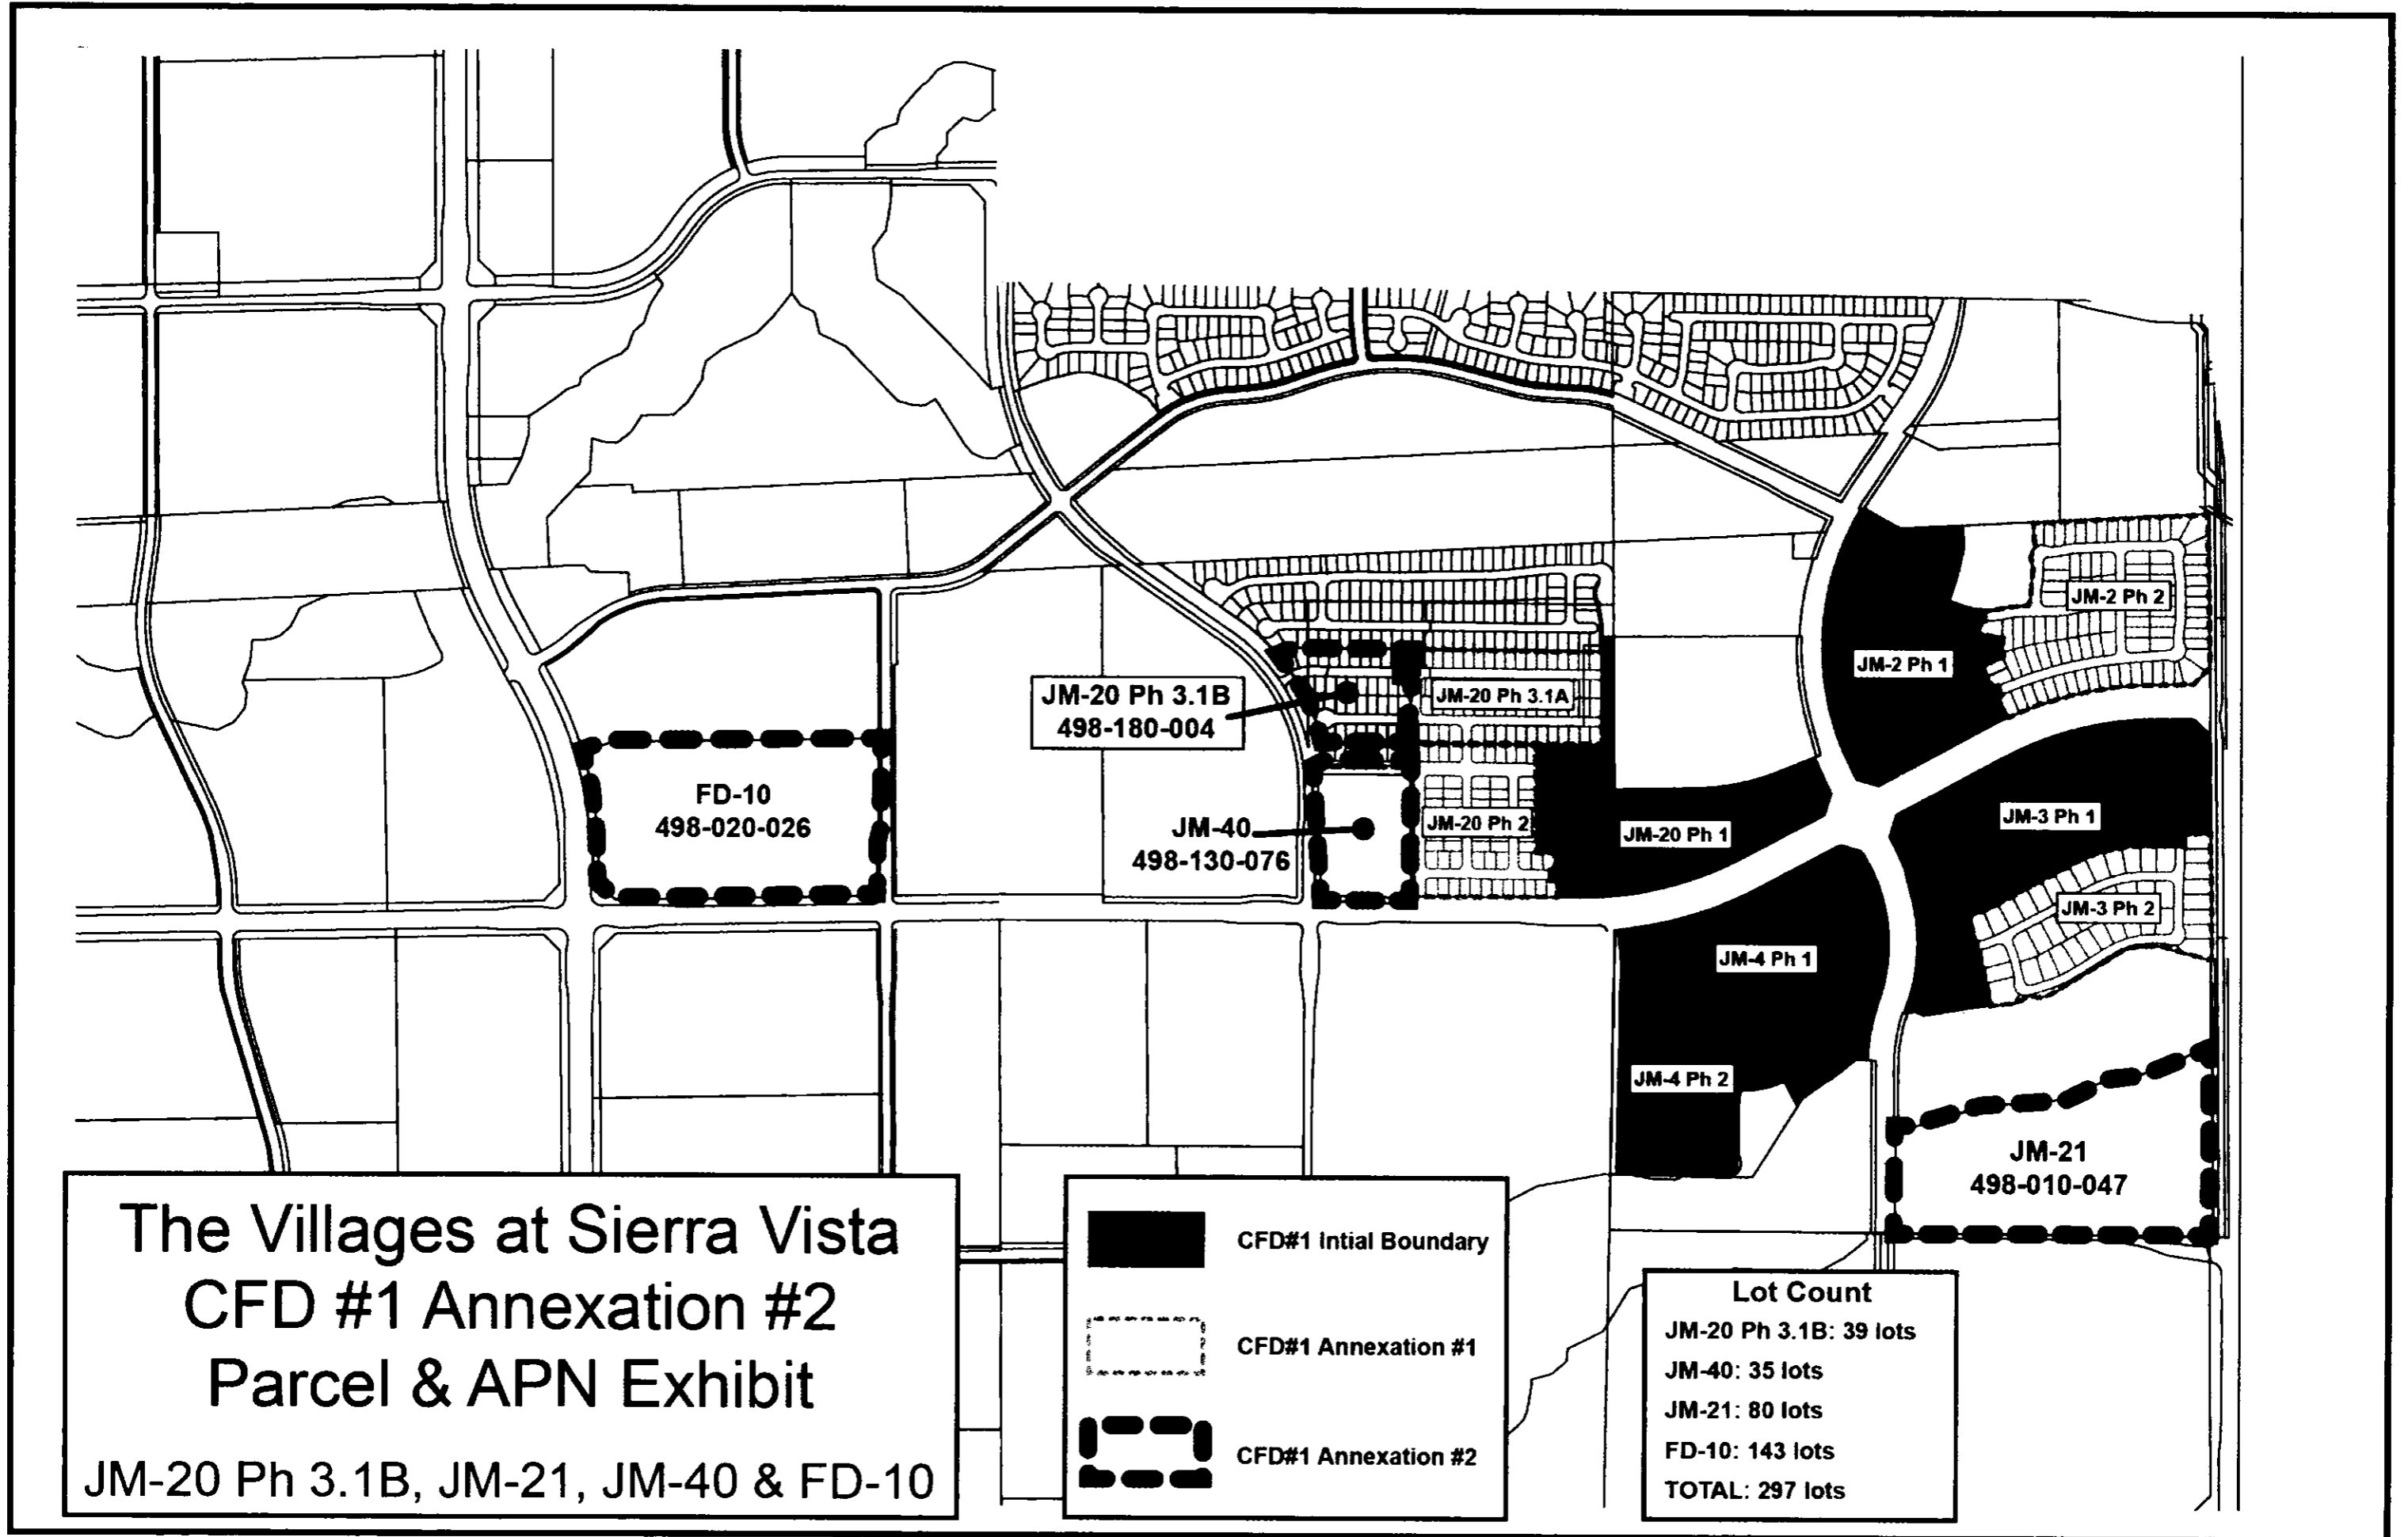 JM-2 Ph 2
JM-2 Ph 1
JM-20 Ph 3.1B
498-180-004
JM-20 Ph 3.1A
FD-10
498-020-026
JM-40
498-130-076
JM-20 Ph 2
JM-20 Ph 1
JM-3 Ph 1
JM-3 Ph 2
JM-4 Ph 1
JM-4 Ph 2
JM-21
498-010-047
The Villages at Sierra Vista
CFD #1 Annexation #2
Parcel & APN Exhibit
JM-20 Ph 3.1B, JM-21, JM-40 & FD-10
CFD#1 Intial Boundary
CFD#1 Annexation #1
CFD#1 Annexation #2
Lot Count
JM-20 Ph 3.1B: 39 lots
JM-40: 35 lots
JM-21: 80 lots
FD-10: 143 lots
TOTAL: 297 lots